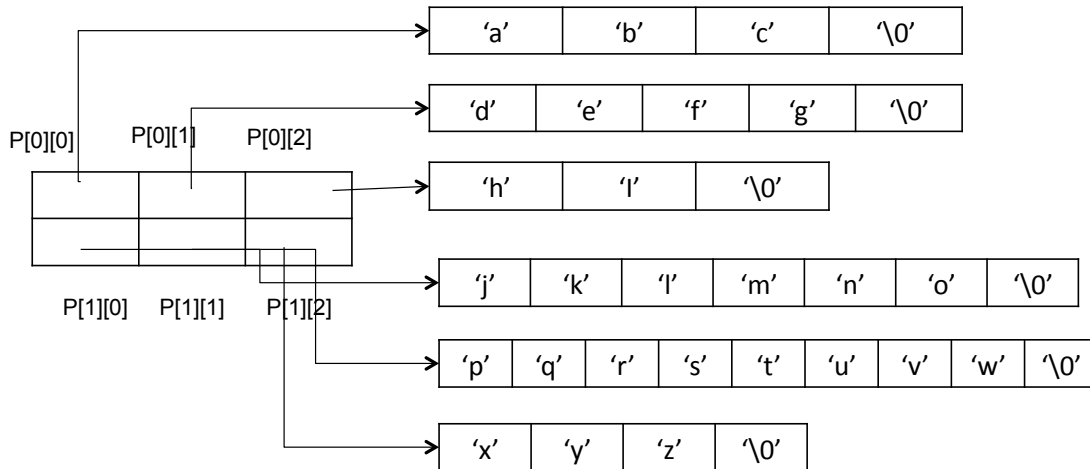 ‘a’ ‘b’ ‘c’ ‘\0’
‘d’ ‘e’ ‘f’ ‘g’ ‘\0’
P[0][0] P[0][1] P[0][2]
‘h’ ‘I’ ‘\0’
‘j’ ‘k’ ‘l’ ‘m’ ‘n’ ‘o’ ‘\0’
P[1][0] P[1][1] P[1][2]
‘p’ ‘q’ ‘r’ ‘s’ ‘t’ ‘u’ ‘v’ ‘w’ ‘\0’
‘x’ ‘y’ ‘z’ ‘\0’